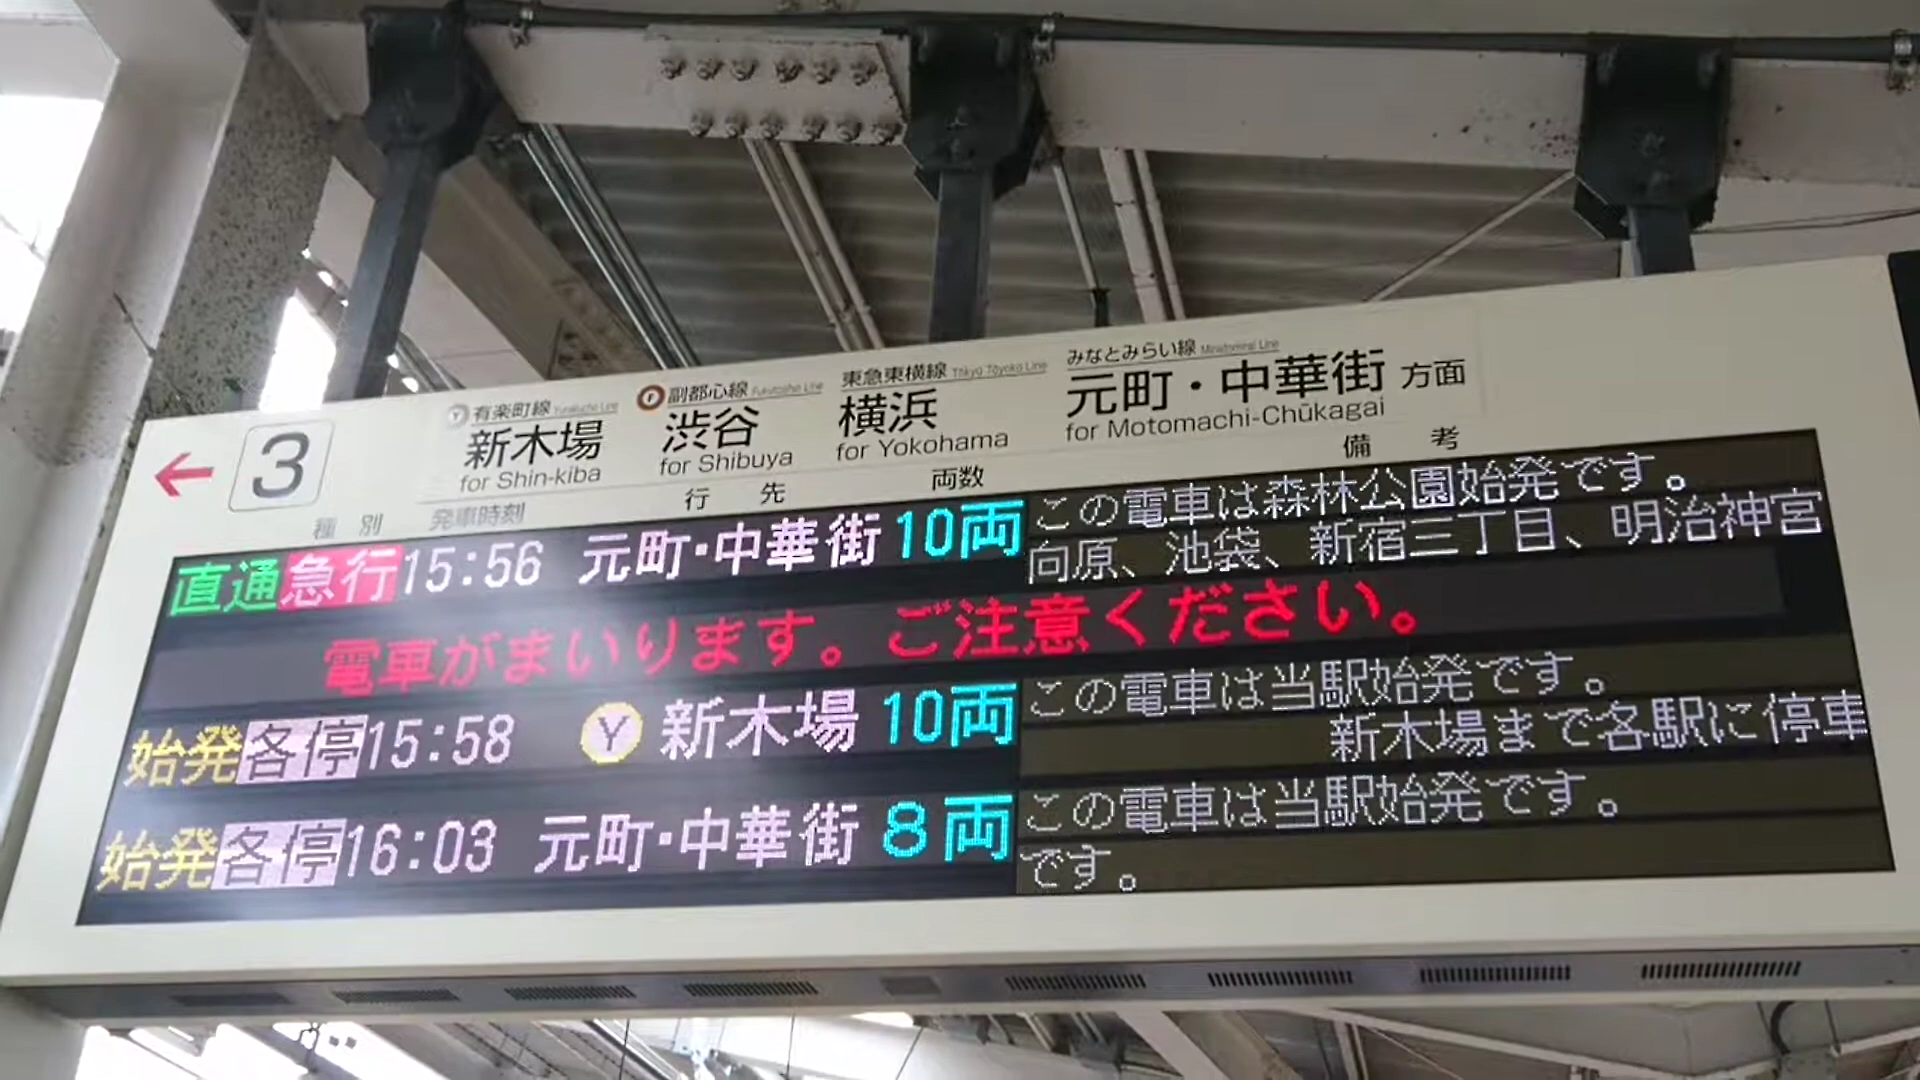 ← 3
Y 有楽町線 Yurakucho Line
新木場
for Shin-kiba
F 副都心線 Fukutoshin Line
渋谷
for Shibuya
東急東横線 Tōkyū Tōyoko Line
横浜
for Yokohama
みなとみらい線 Minatomirai Line
元町・中華街 方面
for Motomachi-Chūkagai
種別 発車時刻 行先 両数 備考
直通急行 15:56 元町・中華街 10両 この電車は森林公園始発です。
向原、池袋、新宿三丁目、明治神宮
電車がまいります。ご注意ください。
始発各停 15:58 Y 新木場 10両 この電車は当駅始発です。
新木場まで各駅に停車
始発各停 16:03 元町・中華街 8両 この電車は当駅始発です。
です。